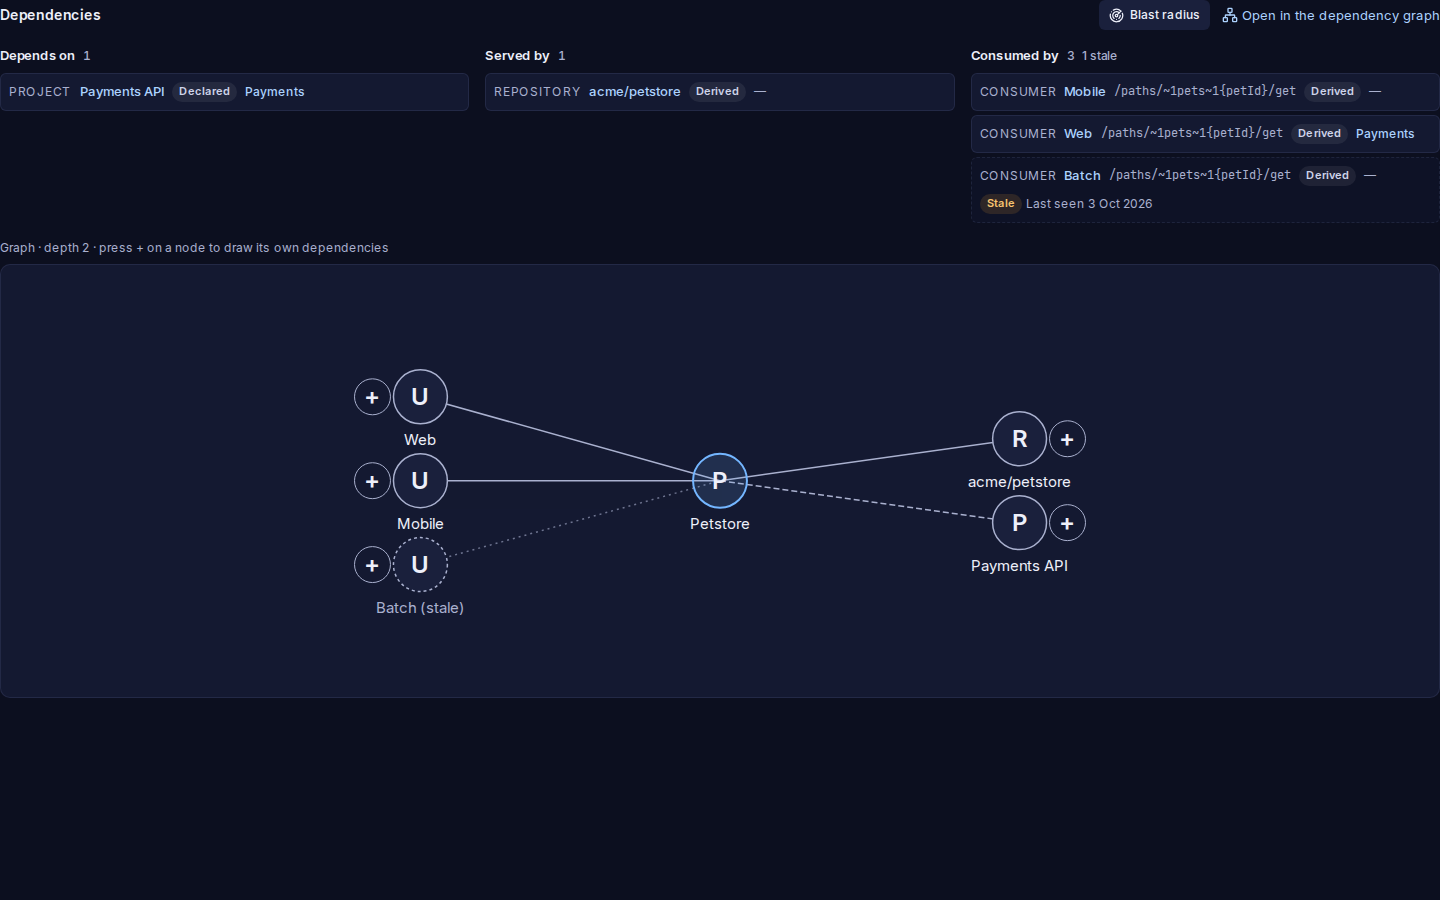 Dependencies
Blast radius
Open in the dependency graph
Depends on 1
PROJECT Payments API Declared Payments
Served by 1
REPOSITORY acme/petstore Derived —
Consumed by 3 1 stale
CONSUMER Mobile /paths/~1pets~1{petId}/get Derived —
CONSUMER Web /paths/~1pets~1{petId}/get Derived Payments
CONSUMER Batch /paths/~1pets~1{petId}/get Derived —
Stale Last seen 3 Oct 2026
Graph · depth 2 · press + on a node to draw its own dependencies
+ U
Web
+ U
Mobile
+ U
Batch (stale)
P
Petstore
R +
acme/petstore
P +
Payments API